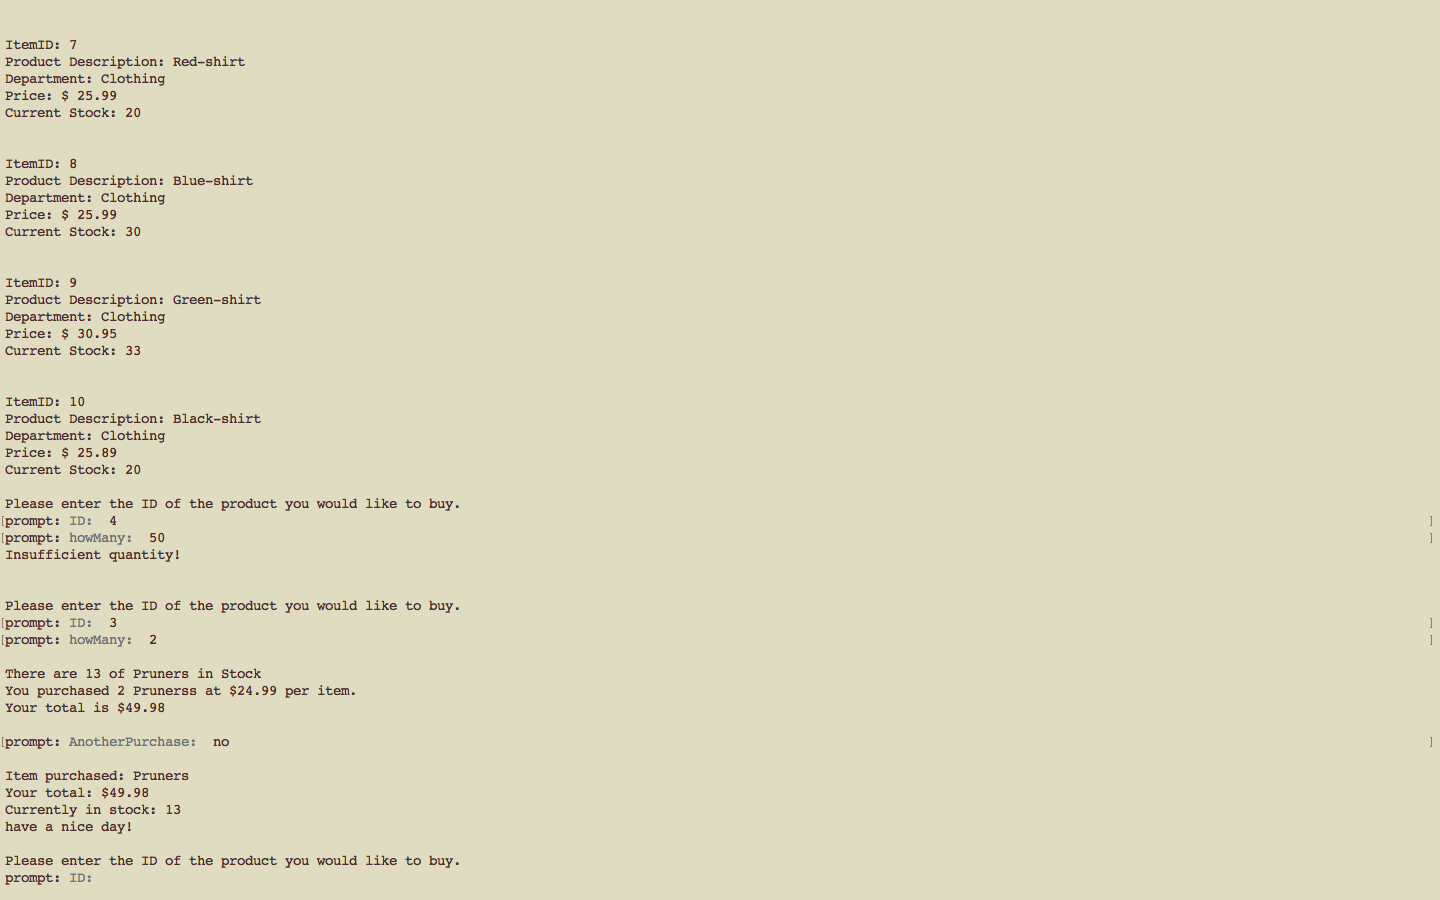 ItemID: 7
Product Description: Red-shirt
Department: Clothing
Price: $ 25.99
Current Stock: 20
ItemID: 8
Product Description: Blue-shirt
Department: Clothing
Price: $ 25.99
Current Stock: 30
ItemID: 9
Product Description: Green-shirt
Department: Clothing
Price: $ 30.95
Current Stock: 33
ItemID: 10
Product Description: Black-shirt
Department: Clothing
Price: $ 25.89
Current Stock: 20
Please enter the ID of the product you would like to buy.
[prompt: ID:  4 ]
[prompt: howMany:  50 ]
Insufficient quantity!
Please enter the ID of the product you would like to buy.
[prompt: ID:  3 ]
[prompt: howMany:  2 ]
There are 13 of Pruners in Stock
You purchased 2 Prunerss at $24.99 per item.
Your total is $49.98
[prompt: AnotherPurchase:  no ]
Item purchased: Pruners
Your total: $49.98
Currently in stock: 13
have a nice day!
Please enter the ID of the product you would like to buy.
prompt: ID: